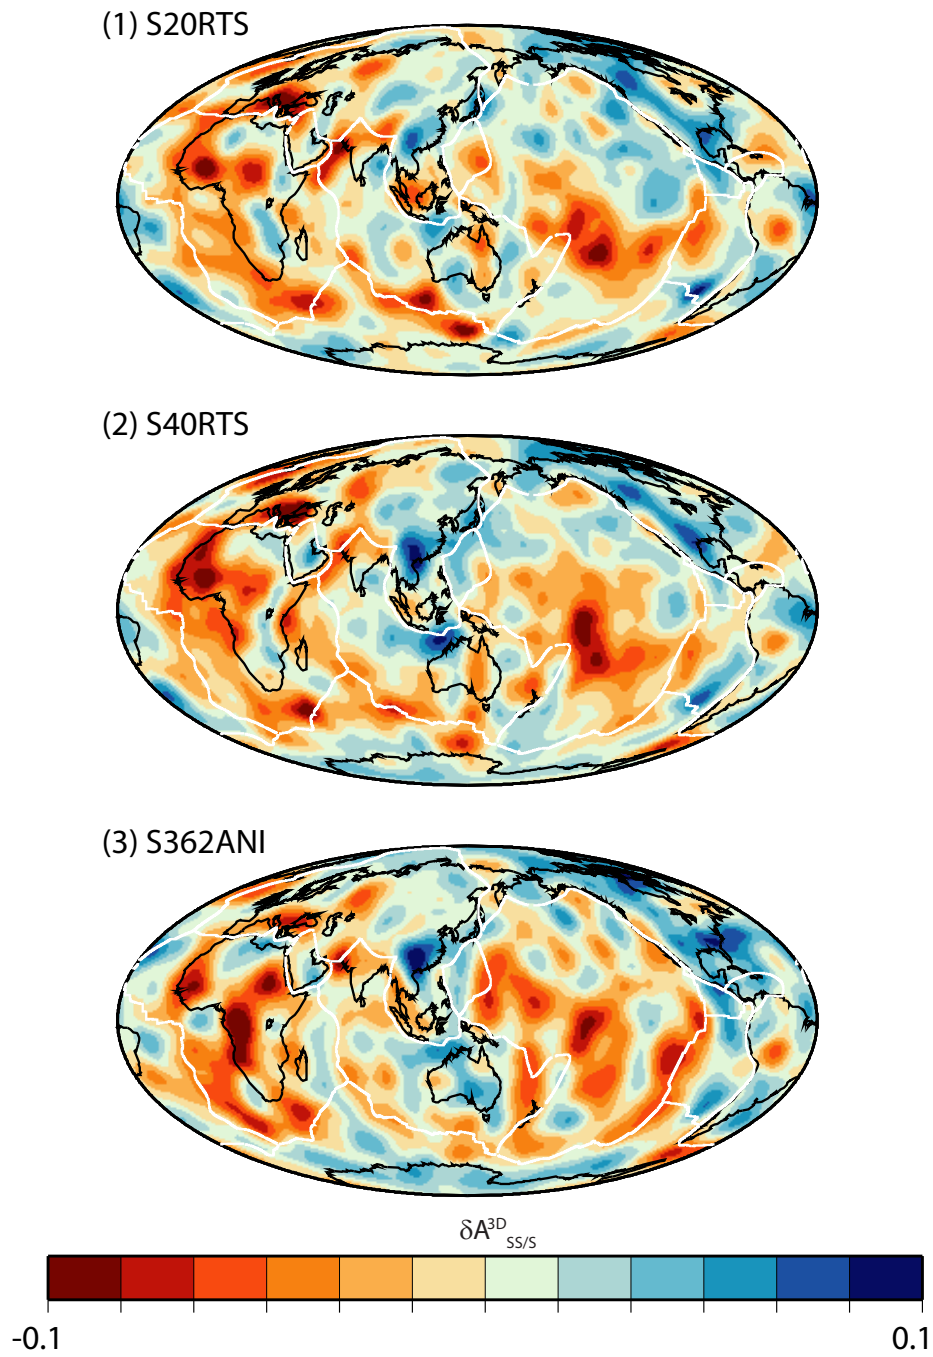 (1) S20RTS
(2) S40RTS
(3) S362ANI
δA³ᴰ SS/S
-0.1
0.1